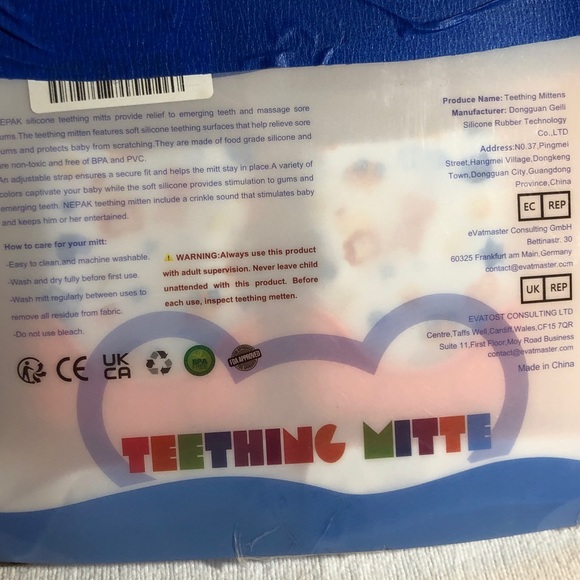 EPAK silicone teething mitts provide relief to emerging teeth and massage sore
ums.The teething mitten features soft silicone teething surfaces that help relieve sore
ums and protects baby from scratching.They are made of food grade silicone and
re non-toxic and free of BPA and PVC.
An adjustable strap ensures a secure fit and helps the mitt stay in place.A variety of
colors captivate your baby while the soft silicone provides stimulation to gums and
emerging teeth. NEPAK teething mitten include a crinkle sound that stimulates baby
and keeps him or her entertained.
How to care for your mitt:
-Easy to clean,and machine washable.
-Wash and dry fully before first use.
-Wash mitt regularly between uses to
remove all residue from fabric.
-Do not use bleach.
WARNING:Always use this product
with adult supervision. Never leave child
unattended with this product. Before
each use, inspect teething metten.
Produce Name: Teething Mittens
Manufacturer: Dongguan Geili
Silicone Rubber Technology
Co.,LTD
Address:N0.37,Pingmei
Street,Hangmei Village,Dongkeng
Town,Dongguan City,Guangdong
Province,China
EC REP
eVatmaster Consulting GmbH
Bettinastr. 30
60325 Frankfurt am Main,Germany
contact@evatmaster.com
UK REP
EVATOST CONSULTING LTD
Centre,Taffs Well,Cardiff,Wales,CF15 7QR
Suite 11,First Floor,Moy Road Business
contact@evatmaster.com
Made in China
CE UK CA BPA FDA APPROVED
TEETHING MITTE